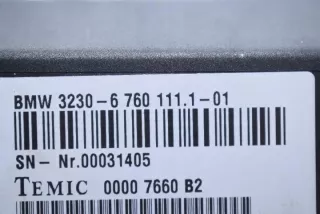 BMW 3230-6 760 111.1-01
SN- Nr.00031405
TEMIC 0000 7660 B2